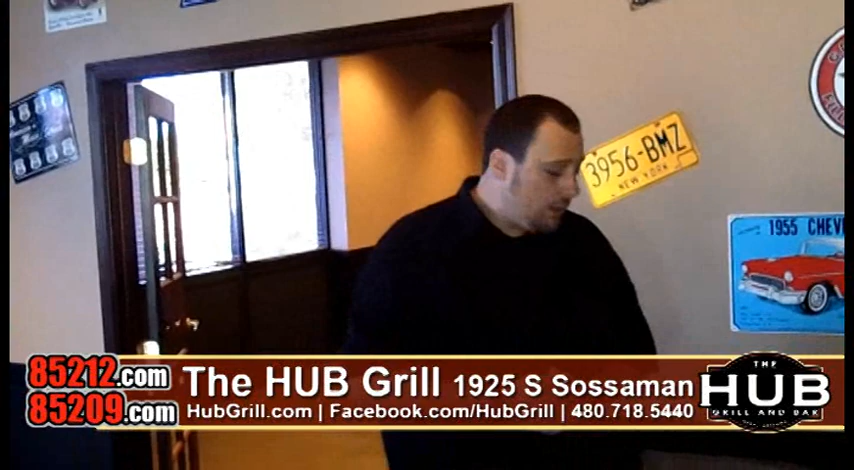 3956-BMZ
NEW YORK
1955 CHEV
85212.com
85209.com
The HUB Grill 1925 S Sossaman
HubGrill.com | Facebook.com/HubGrill | 480.718.5440
THE
HUB
GRILL AND BAR